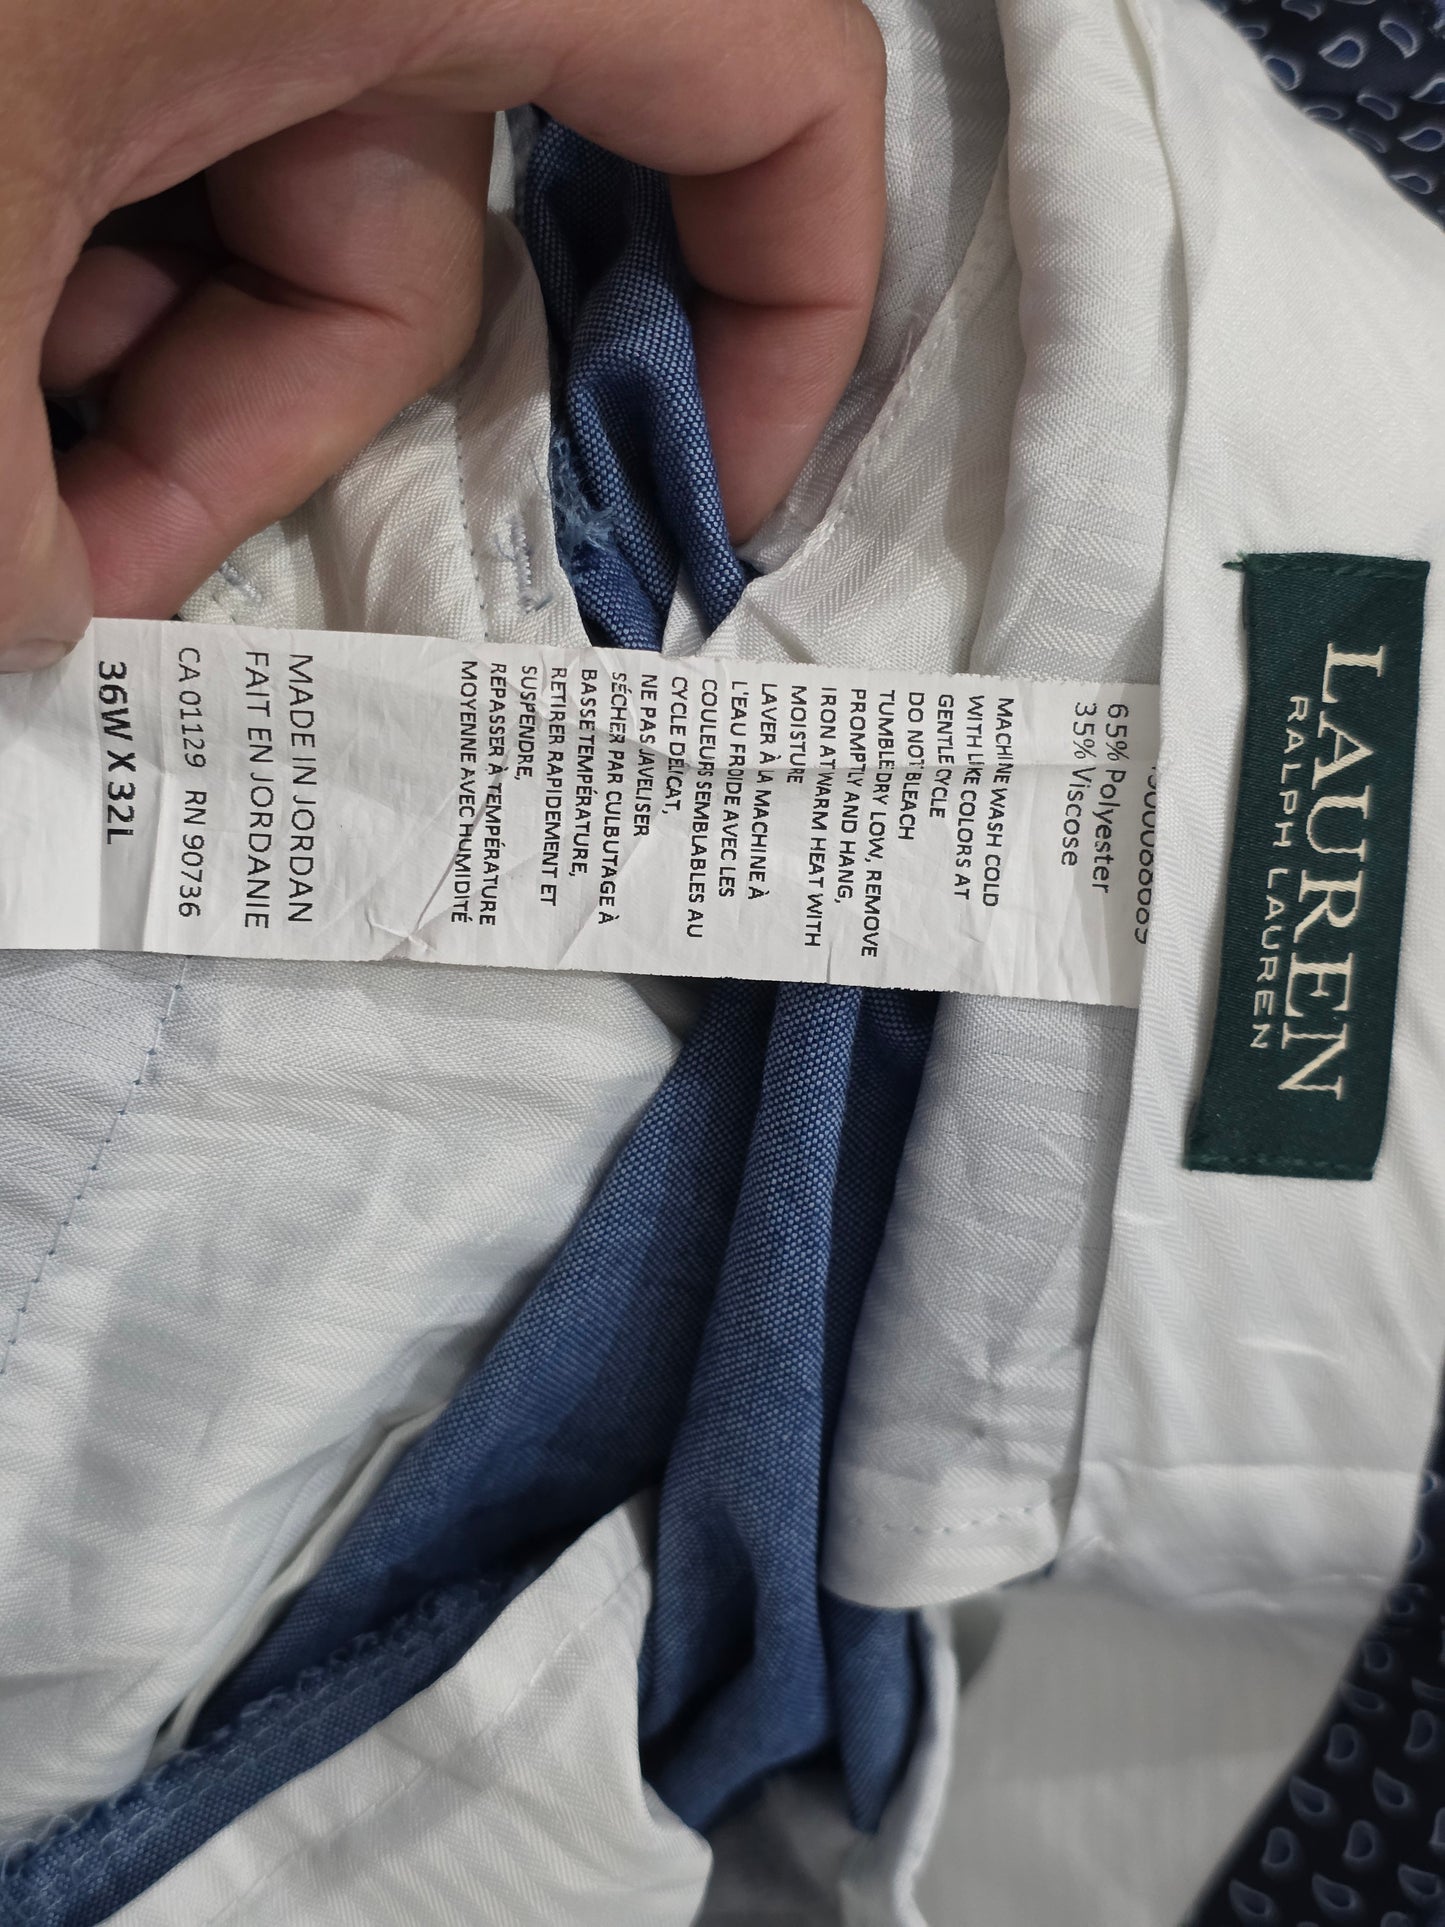 LAUREN
RALPH LAUREN
65% Polyester
35% Viscose
MACHINE WASH COLD
WITH LIKE COLORS AT
GENTLE CYCLE
DO NOT BLEACH
TUMBLE DRY LOW, REMOVE
PROMPTLY AND HANG,
IRON AT WARM HEAT WITH
MOISTURE
LAVER À LA MACHINE À
L'EAU FROIDE AVEC LES
COULEURS SEMBLABLES AU
CYCLE DÉLICAT,
NE PAS JAVELISER
SÉCHER PAR CULBUTAGE À
BASSE TEMPÉRATURE,
RETIRER RAPIDEMENT ET
SUSPENDRE,
REPASSER À TEMPÉRATURE
MOYENNE AVEC HUMIDITÉ
MADE IN JORDAN
FAIT EN JORDANIE
CA 01129 RN 90736
36W X 32L